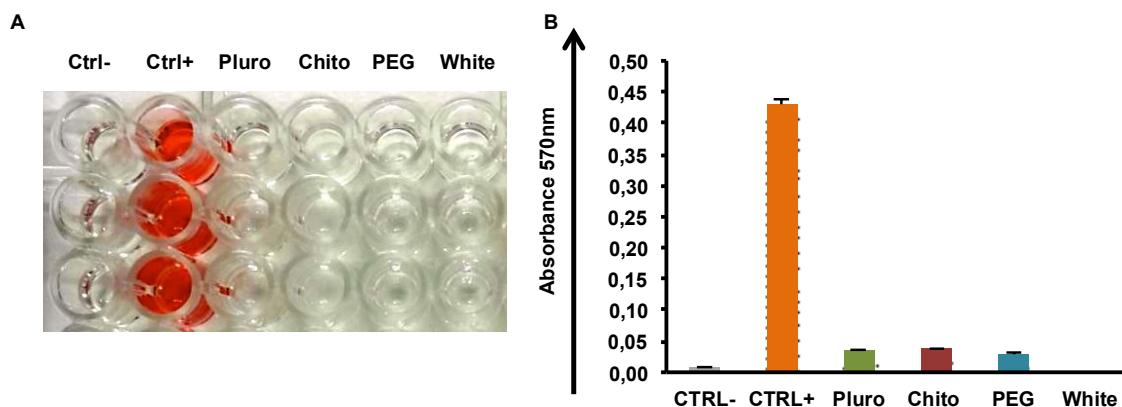 A
Ctrl- Ctrl+ Pluro Chito PEG White
B
Absorbance 570nm
0,50
0,45
0,40
0,35
0,30
0,25
0,20
0,15
0,10
0,05
0,00
CTRL- CTRL+ Pluro Chito PEG White